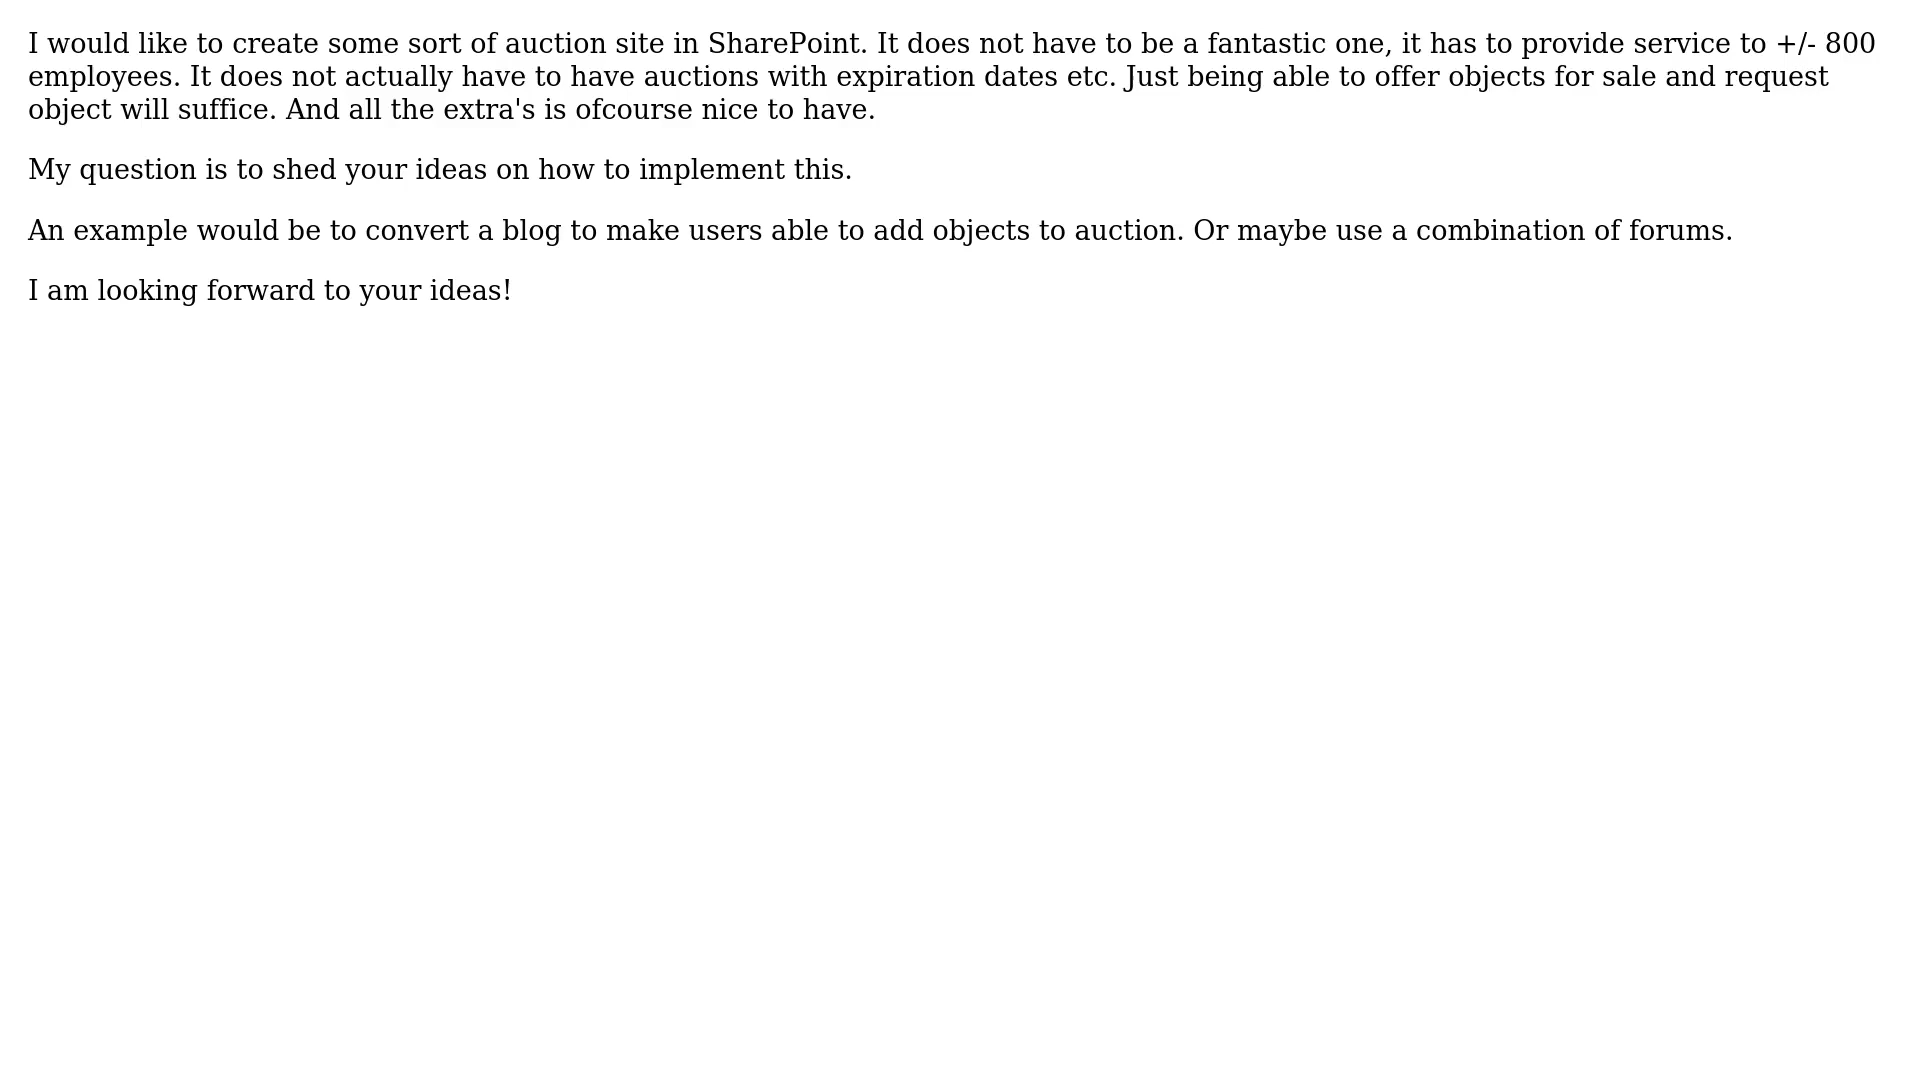 I would like to create some sort of auction site in SharePoint. It does not have to be a fantastic one, it has to provide service to +/- 800
employees. It does not actually have to have auctions with expiration dates etc. Just being able to offer objects for sale and request
object will suffice. And all the extra's is ofcourse nice to have.
My question is to shed your ideas on how to implement this.
An example would be to convert a blog to make users able to add objects to auction. Or maybe use a combination of forums.
I am looking forward to your ideas!